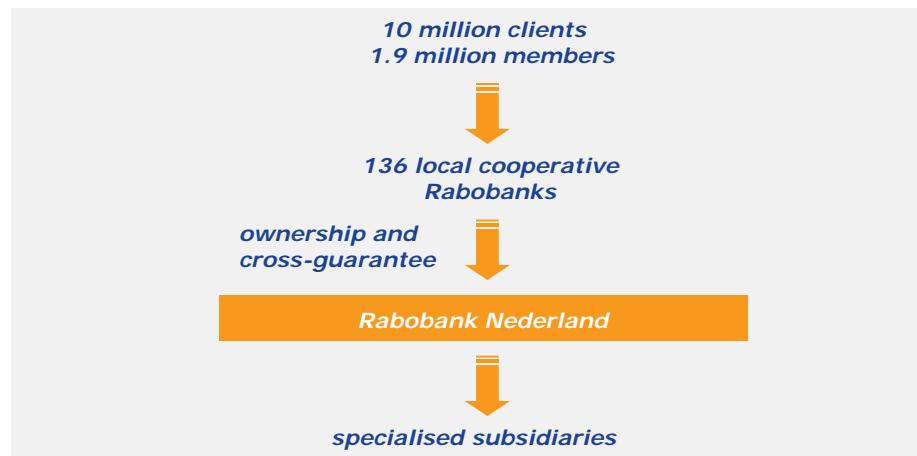 10 million clients
1.9 million members
136 local cooperative
Rabobanks
ownership and
cross-guarantee
Rabobank Nederland
specialised subsidiaries